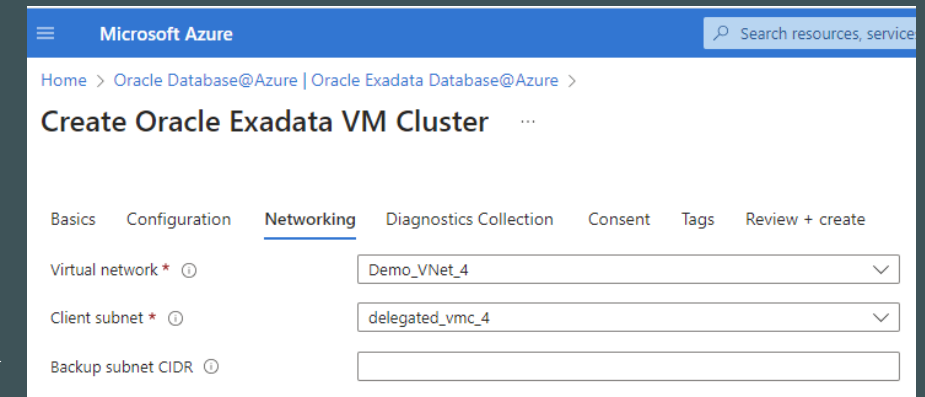 Microsoft Azure
Search resources, service
Home > Oracle Database@Azure | Oracle Exadata Database@Azure >
Create Oracle Exadata VM Cluster ...
Basics Configuration Networking Diagnostics Collection Consent Tags Review + create
Virtual network * Demo_VNet_4
Client subnet * delegated_vmc_4
Backup subnet CIDR